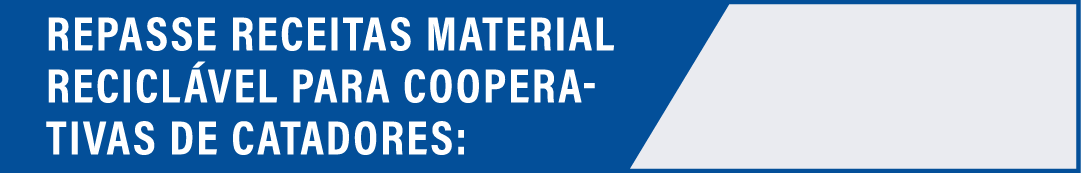 REPASSE RECEITAS MATERIAL
RECICLÁVEL PARA COOPERA-
TIVAS DE CATADORES: